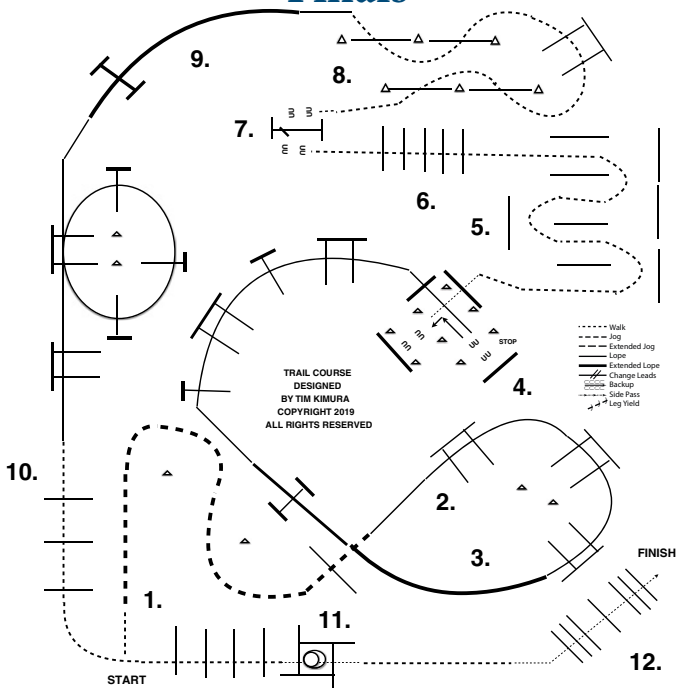 Finals
9.
8.
7.
6.
5.
STOP
4.
TRAIL COURSE
DESIGNED
BY TIM KIMURA
COPYRIGHT 2019
ALL RIGHTS RESERVED
Walk
Jog
Extended Jog
Lope
Extended Lope
Change Leads
Backup
Side Pass
Leg Yield
10.
2.
3.
1.
11.
FINISH
12.
START